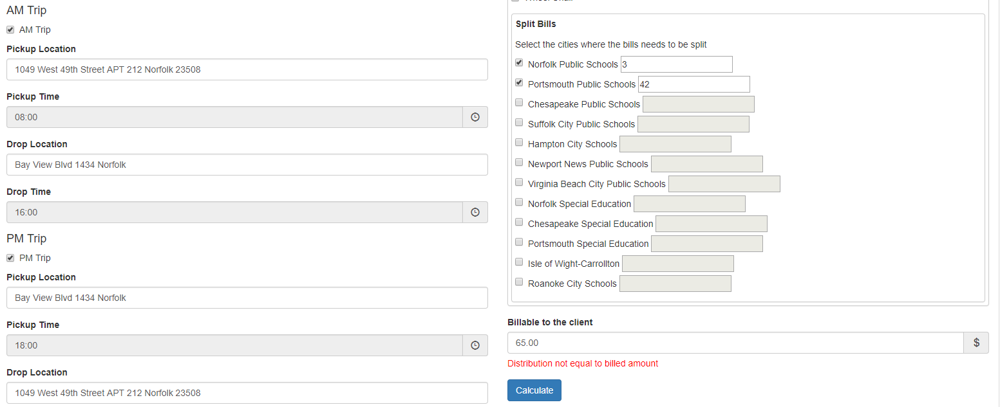 AM Trip
AM Trip
Pickup Location
1049 West 49th Street APT 212 Norfolk 23508
Pickup Time
08:00
Drop Location
Bay View Blvd 1434 Norfolk
Drop Time
16:00
PM Trip
PM Trip
Pickup Location
Bay View Blvd 1434 Norfolk
Pickup Time
18:00
Drop Location
1049 West 49th Street APT 212 Norfolk 23508
Split Bills
Select the cities where the bills needs to be split
Norfolk Public Schools 3
Portsmouth Public Schools 42
Chesapeake Public Schools
Suffolk City Public Schools
Hampton City Schools
Newport News Public Schools
Virginia Beach City Public Schools
Norfolk Special Education
Chesapeake Special Education
Portsmouth Special Education
Isle of Wight-Carrollton
Roanoke City Schools
Billable to the client
65.00 $
Distribution not equal to billed amount
Calculate